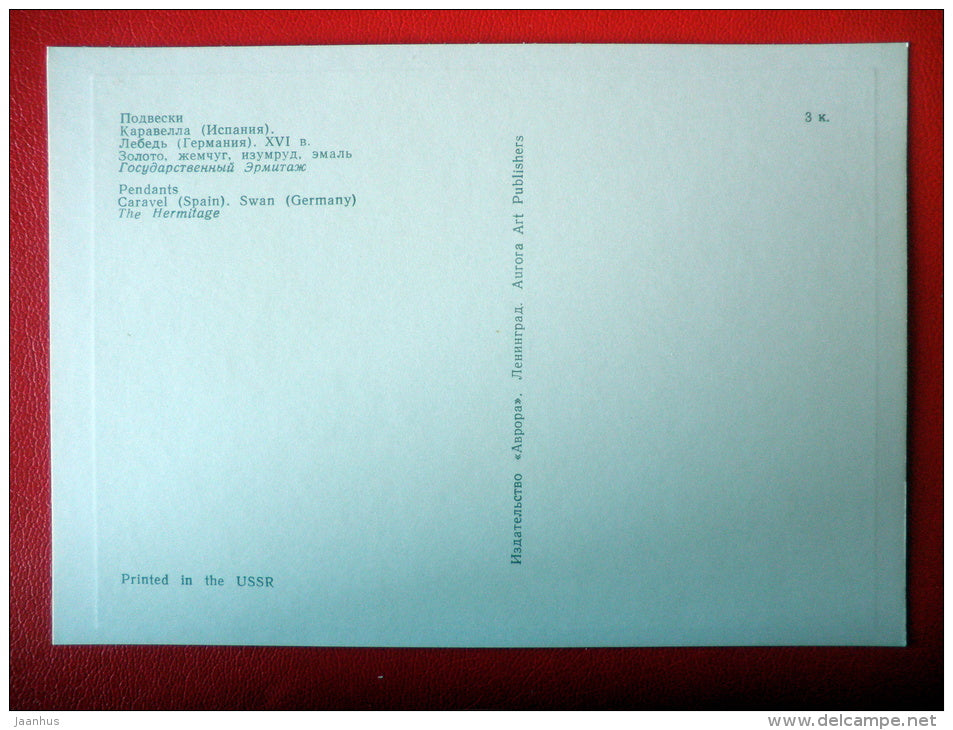 Подвески
Каравелла (Испания).
Лебедь (Германия). XVI в.
Золото, жемчуг, изумруд, эмаль
Государственный Эрмитаж
Pendants
Caravel (Spain). Swan (Germany)
The Hermitage
3 к.
Издательство «Аврора». Ленинград. Aurora Art Publishers
Printed in the USSR
jaanhus
www.delcampe.net